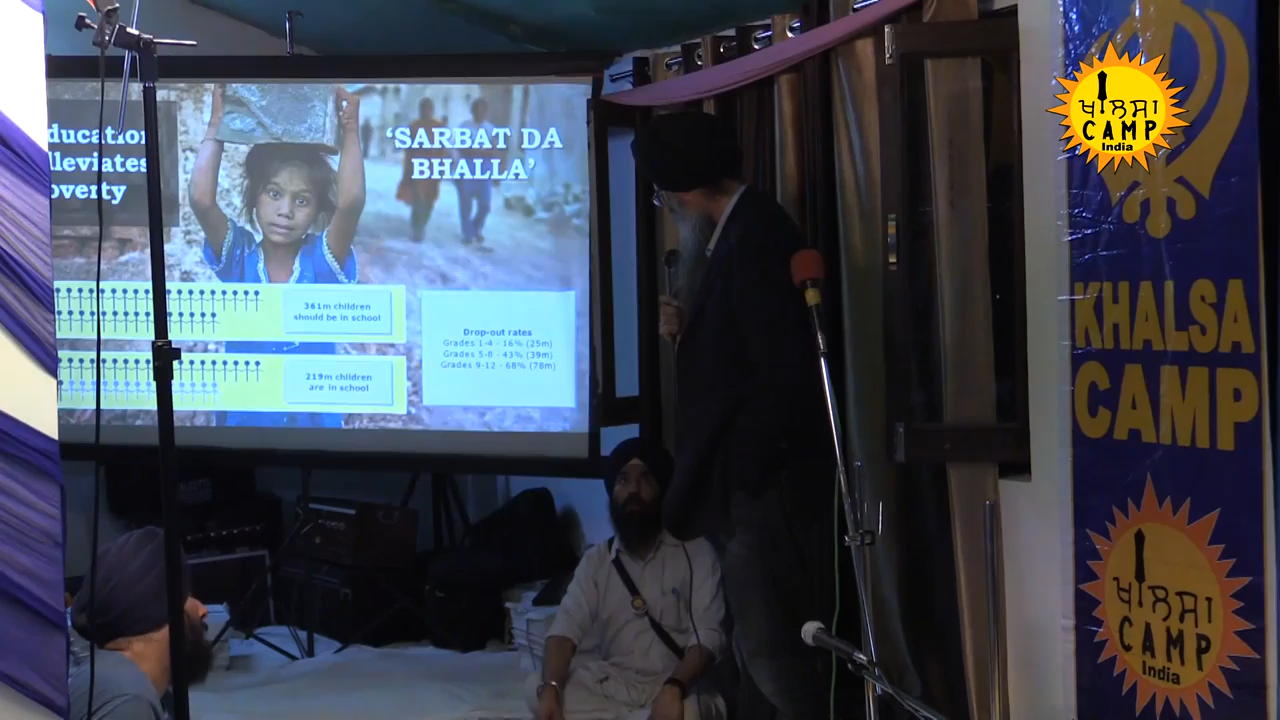 ducation
lleviates
overty
'SARBAT DA
BHALLA'
361m children
should be in school
219m children
are in school
Drop-out rates
Grades 1-4 - 16% (25m)
Grades 5-8 - 43% (39m)
Grades 9-12 - 68% (78m)
ਖਾਲਸਾ
CAMP
India
KHALSA
CAMP
ਖਾਲਸਾ
CAMP
India